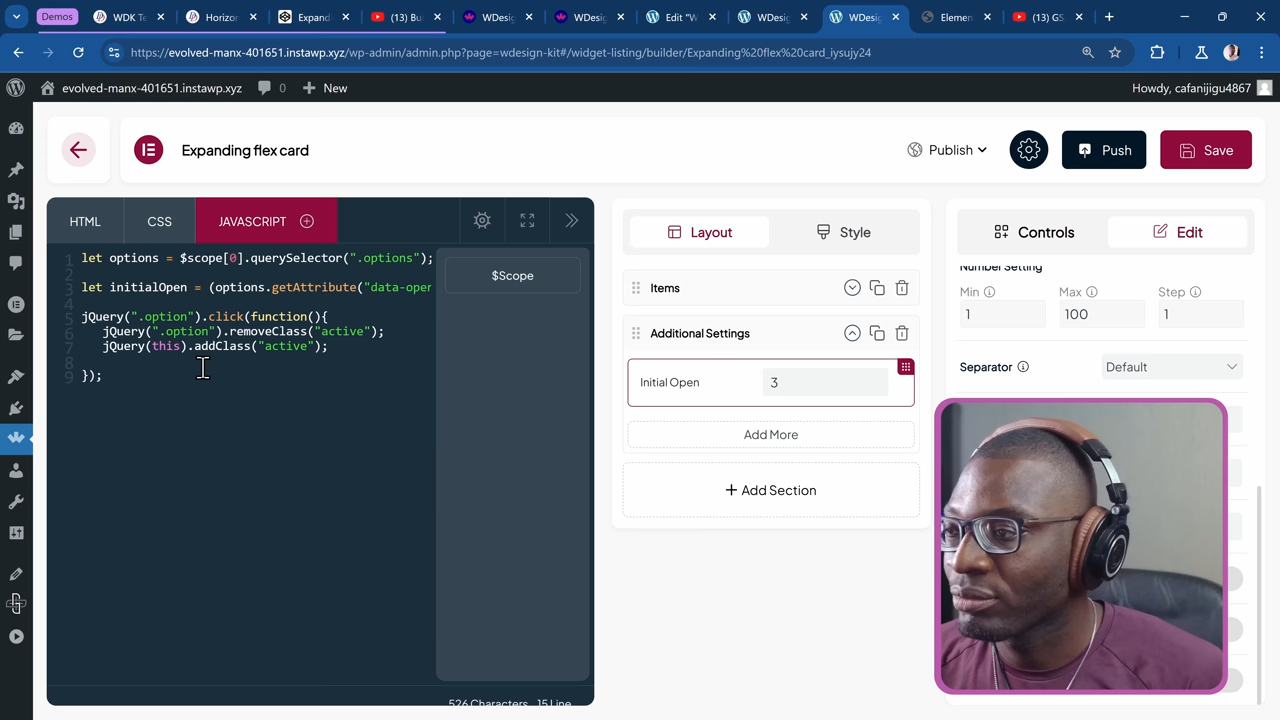 Demos
WDK Te
Horizor
Expand
(13) Bui
WDesig
WDesig
Edit "W
WDesig
WDesig
Elemen
(13) GS
https://evolved-manx-401651.instawp.xyz/wp-admin/admin.php?page=wdesign-kit#/widget-listing/builder/Expanding%20flex%20card_iysujy24
evolved-manx-401651.instawp.xyz
0
New
Howdy, cafanijigu4867
Expanding flex card
Publish
Push
Save
HTML
CSS
JAVASCRIPT
1 let options = $scope[0].querySelector(".options");
2
3 let initialOpen = (options.getAttribute("data-oper
4
5 jQuery(".option").click(function(){
6 jQuery(".option").removeClass("active");
7 jQuery(this).addClass("active");
8
9 });
$Scope
526 Characters, 15 Line
Layout
Style
Items
Additional Settings
Initial Open
3
Add More
+ Add Section
Controls
Edit
Number Setting
Min
Max
Step
1
100
1
Separator
Default